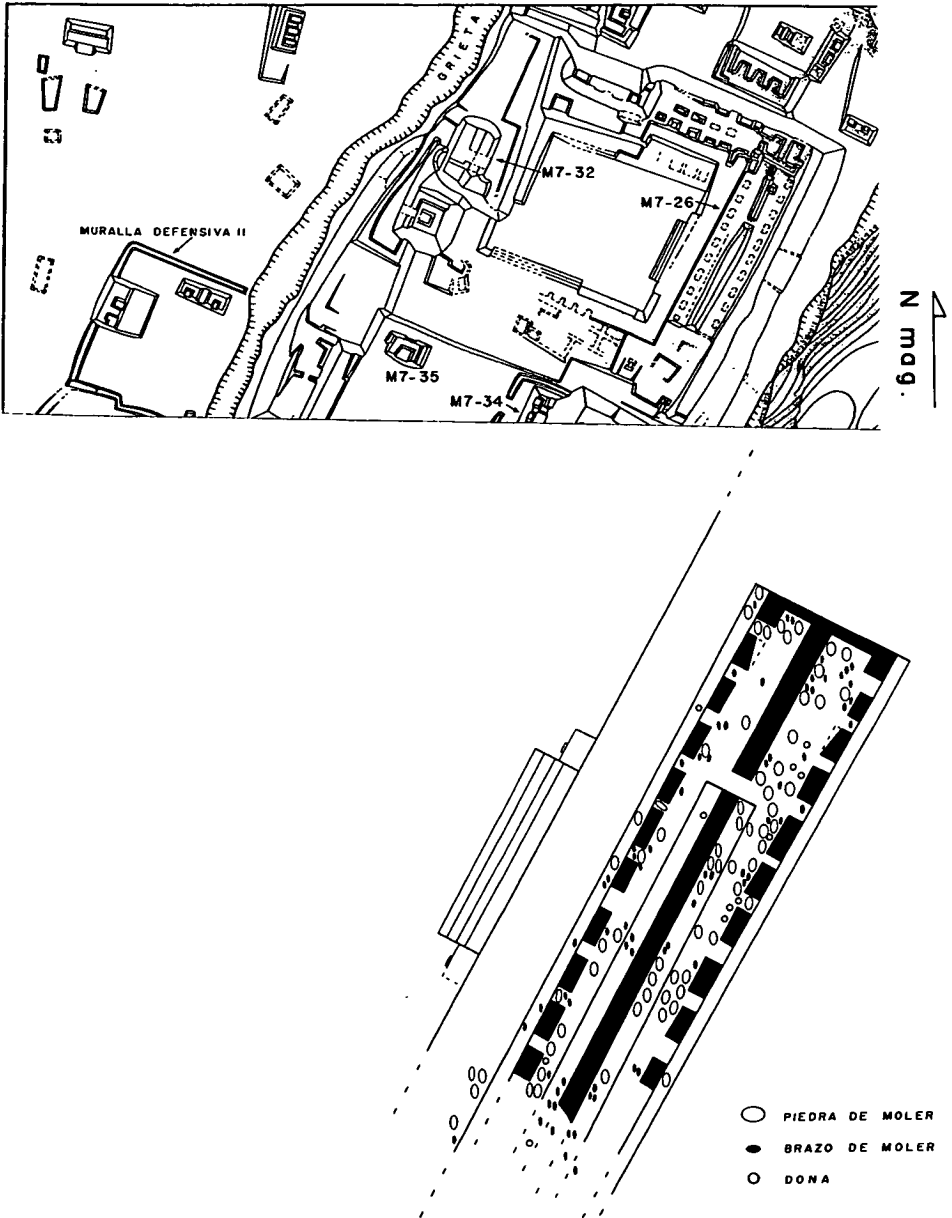 GRIETA
M7-32
M7-26
MURALLA DEFENSIVA II
N mag.
M7-35
M7-34
PIEDRA DE MOLER
BRAZO DE MOLER
DONA